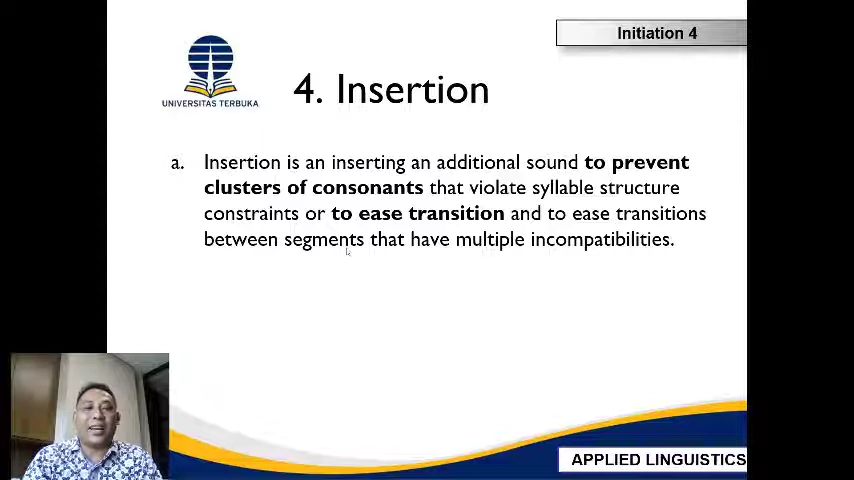 Initiation 4
UNIVERSITAS TERBUKA
4. Insertion
a. Insertion is an inserting an additional sound to prevent
clusters of consonants that violate syllable structure
constraints or to ease transition and to ease transitions
between segments that have multiple incompatibilities.
APPLIED LINGUISTICS